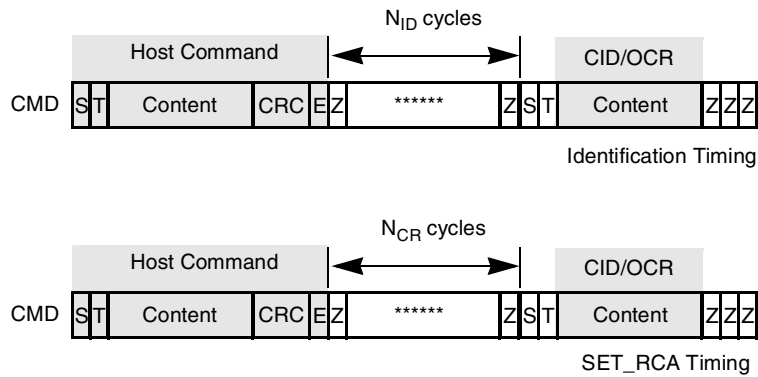 N_ID cycles
Host Command
CID/OCR
CMD S T Content CRC E Z ****** Z S T Content Z Z Z
Identification Timing
N_CR cycles
Host Command
CID/OCR
CMD S T Content CRC E Z ****** Z S T Content Z Z Z
SET_RCA Timing